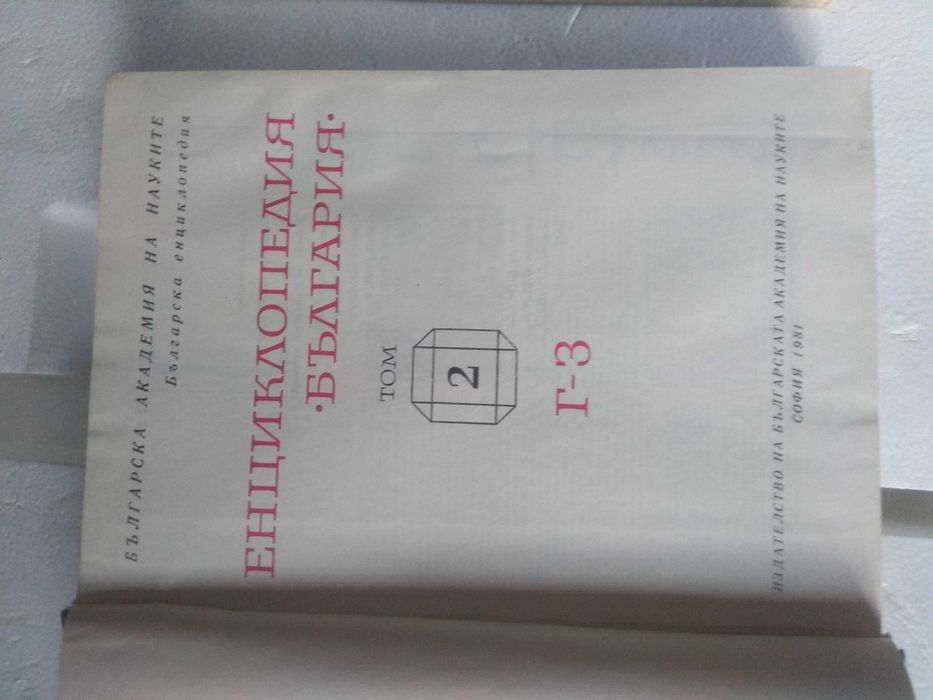 БЪЛГАРСКА АКАДЕМИЯ НА НАУКИТЕ
Българска енциклопедия
ЕНЦИКЛОПЕДИЯ
·БЪЛГАРИЯ·
ТОМ
2
Г-З
ИЗДАТЕЛСТВО НА БЪЛГАРСКАТА АКАДЕМИЯ НА НАУКИТЕ
СОФИЯ 1981